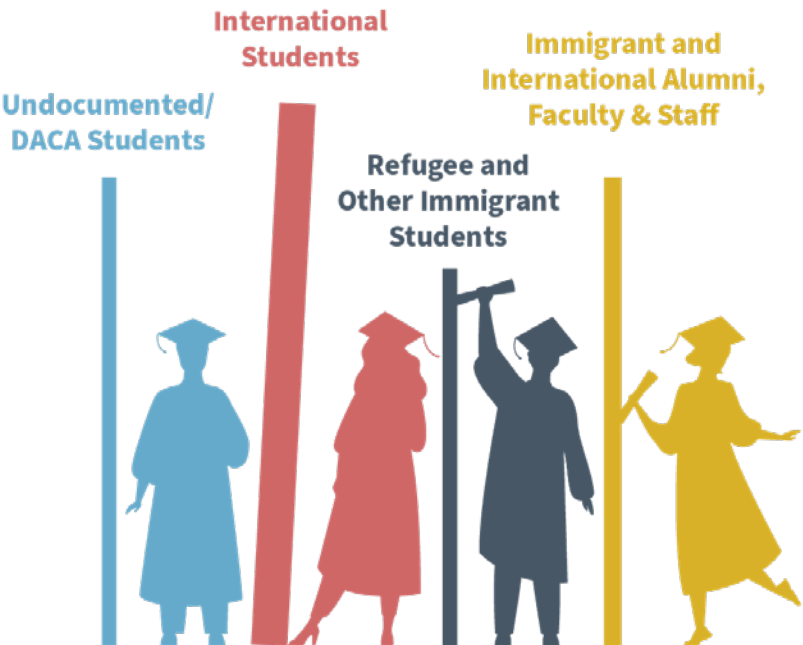 International
Students
Immigrant and
International Alumni,
Faculty & Staff
Undocumented/
DACA Students
Refugee and
Other Immigrant
Students